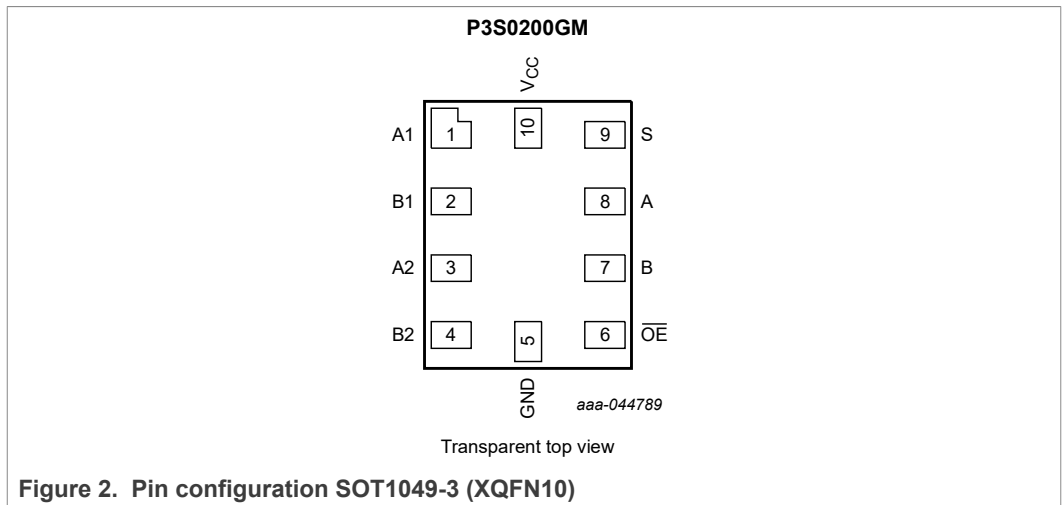 P3S0200GM
VCC
A1 1 10 9 S
B1 2 8 A
A2 3 7 B
B2 4 5 6 OE
GND
aaa-044789
Transparent top view
Figure 2. Pin configuration SOT1049-3 (XQFN10)